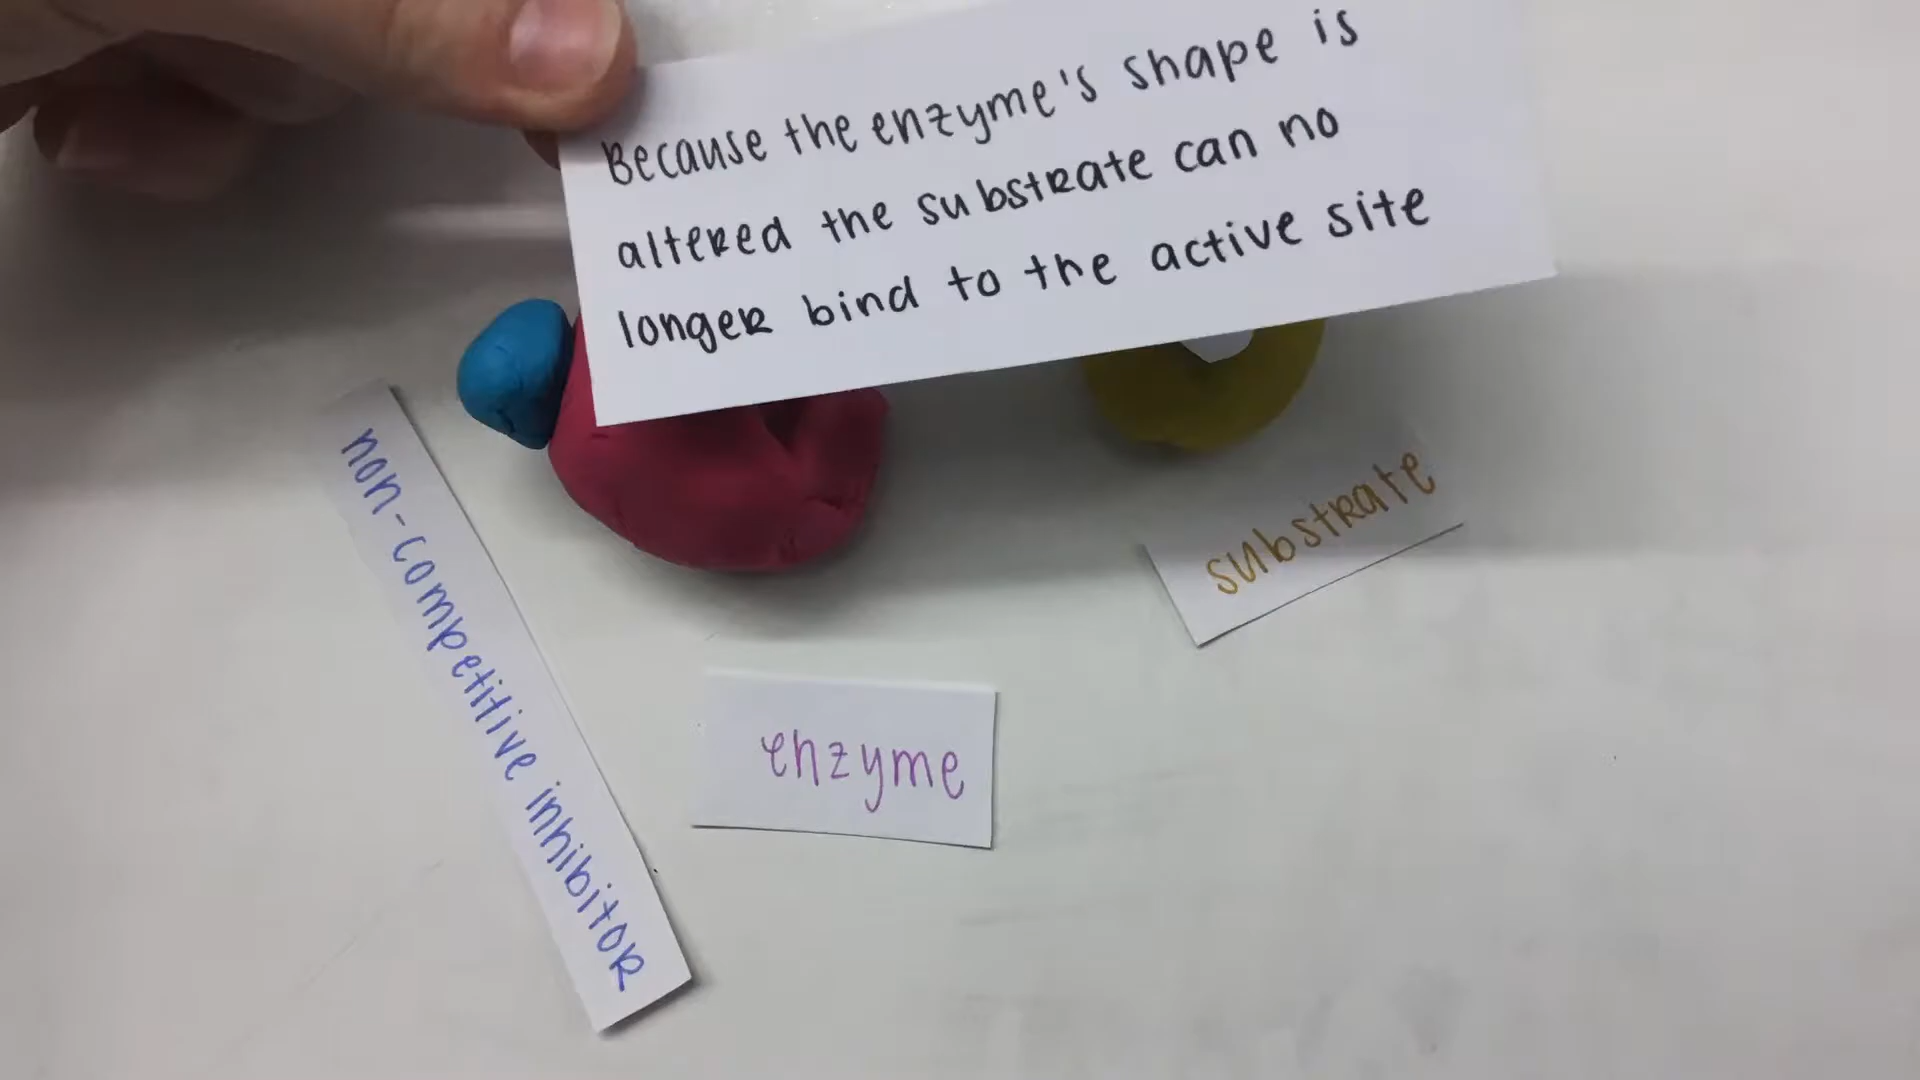 Because the enzyme's shape is
altered the substrate can no
longer bind to the active site
non-competitive inhibitor
substrate
enzyme